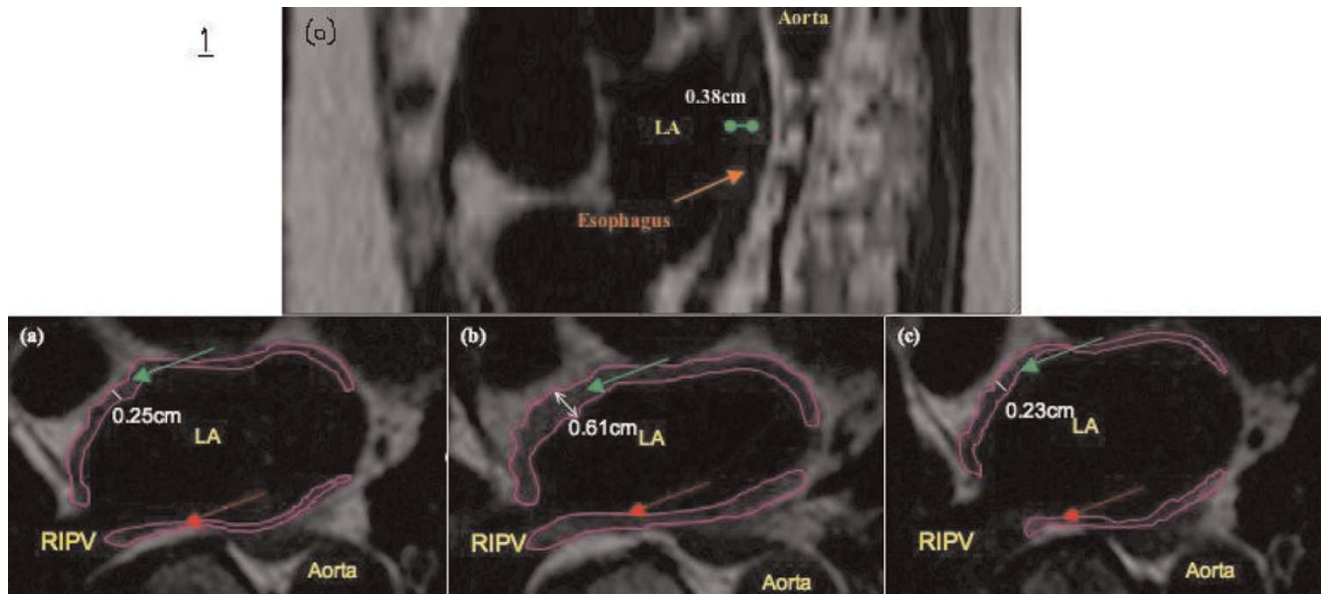 1
(a)
Aorta
0.38cm
LA
Esophagus
(a)
0.25cm
LA
RIPV
Aorta
(b)
0.61cm
LA
RIPV
Aorta
(c)
0.23cm
LA
RIPV
Aorta